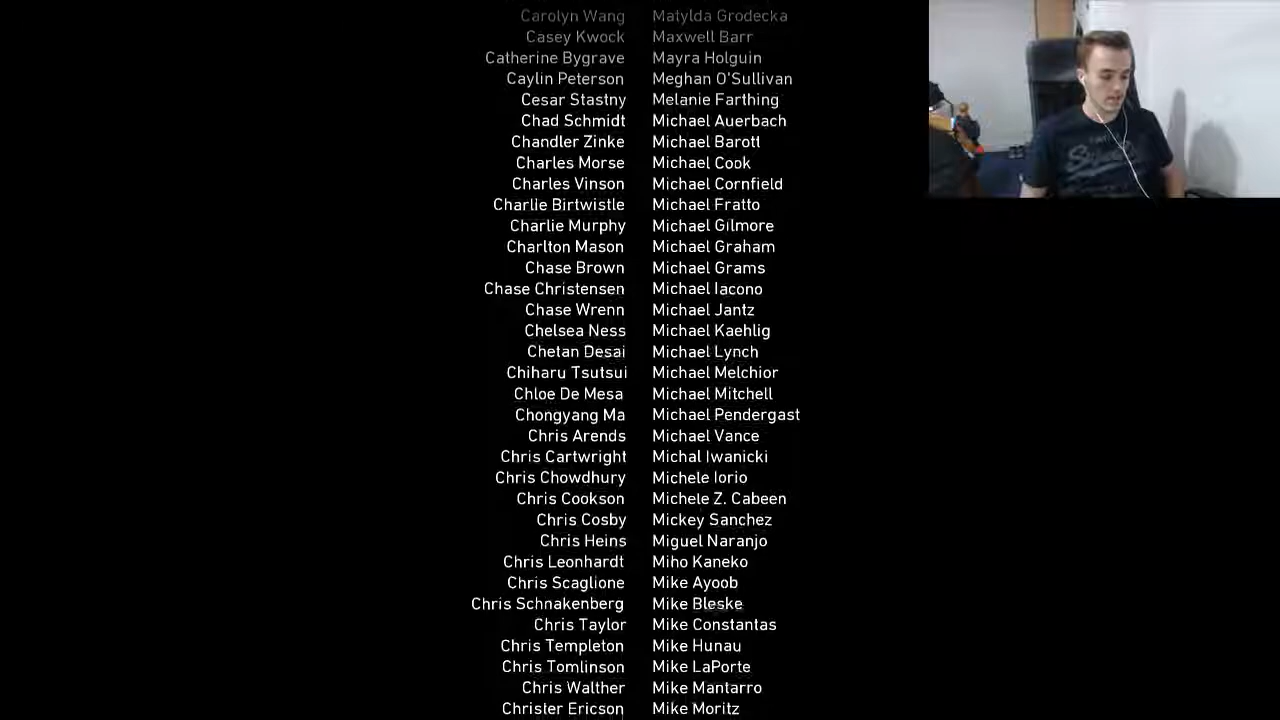 Carolyn Wang Matylda Grodecka
Casey Kwock Maxwell Barr
Catherine Bygrave Mayra Holguin
Caylin Peterson Meghan O'Sullivan
Cesar Stastny Melanie Farthing
Chad Schmidt Michael Auerbach
Chandler Zinke Michael Barott
Charles Morse Michael Cook
Charles Vinson Michael Cornfield
Charlie Birtwistle Michael Fratto
Charlie Murphy Michael Gilmore
Charlton Mason Michael Graham
Chase Brown Michael Grams
Chase Christensen Michael Iacono
Chase Wrenn Michael Jantz
Chelsea Ness Michael Kaehlig
Chetan Desai Michael Lynch
Chiharu Tsutsui Michael Melchior
Chloe De Mesa Michael Mitchell
Chongyang Ma Michael Pendergast
Chris Arends Michael Vance
Chris Cartwright Michal Iwanicki
Chris Chowdhury Michele Iorio
Chris Cookson Michele Z. Cabeen
Chris Cosby Mickey Sanchez
Chris Heins Miguel Naranjo
Chris Leonhardt Miho Kaneko
Chris Scaglione Mike Ayoob
Chris Schnakenberg Mike Bleske
Chris Taylor Mike Constantas
Chris Templeton Mike Hunau
Chris Tomlinson Mike LaPorte
Chris Walther Mike Mantarro
Christer Ericson Mike Moritz